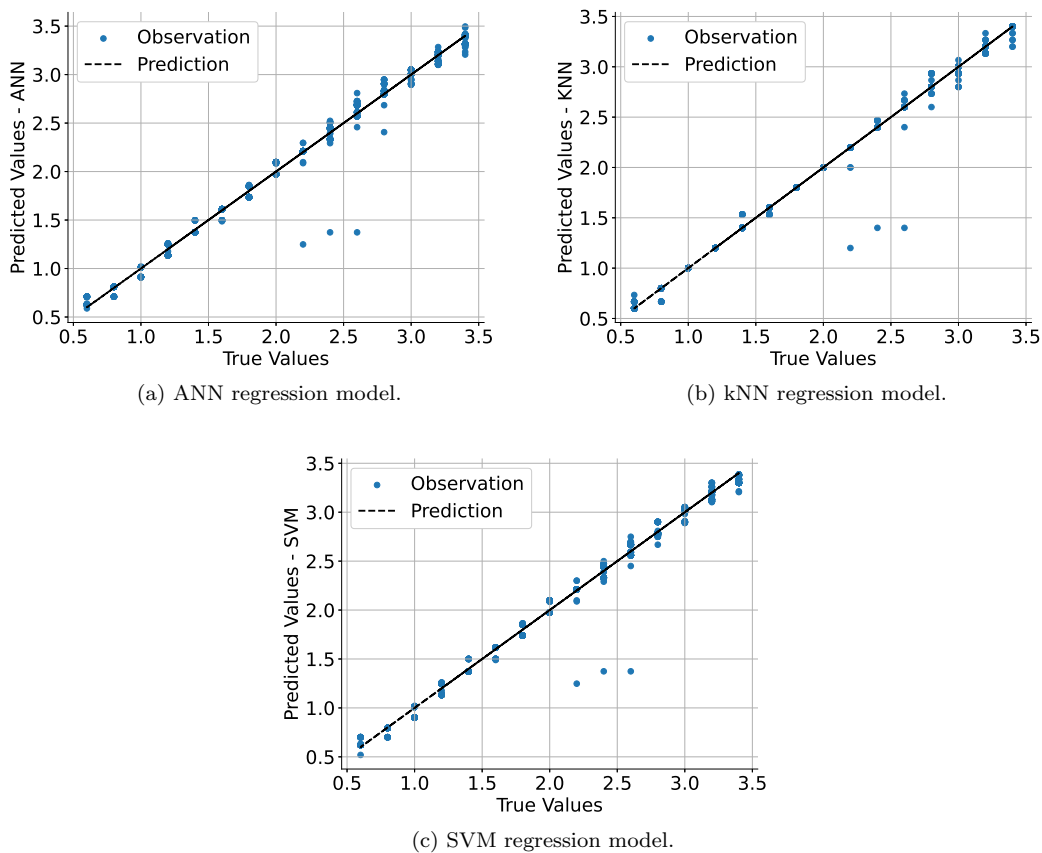 3.5
3.0
2.5
2.0
1.5
1.0
0.5
Predicted Values - ANN
Observation
Prediction
0.5 1.0 1.5 2.0 2.5 3.0 3.5
True Values
(a) ANN regression model.
3.5
3.0
2.5
2.0
1.5
1.0
0.5
Predicted Values - KNN
Observation
Prediction
0.5 1.0 1.5 2.0 2.5 3.0 3.5
True Values
(b) kNN regression model.
3.5
3.0
2.5
2.0
1.5
1.0
0.5
Predicted Values - SVM
Observation
Prediction
0.5 1.0 1.5 2.0 2.5 3.0 3.5
True Values
(c) SVM regression model.